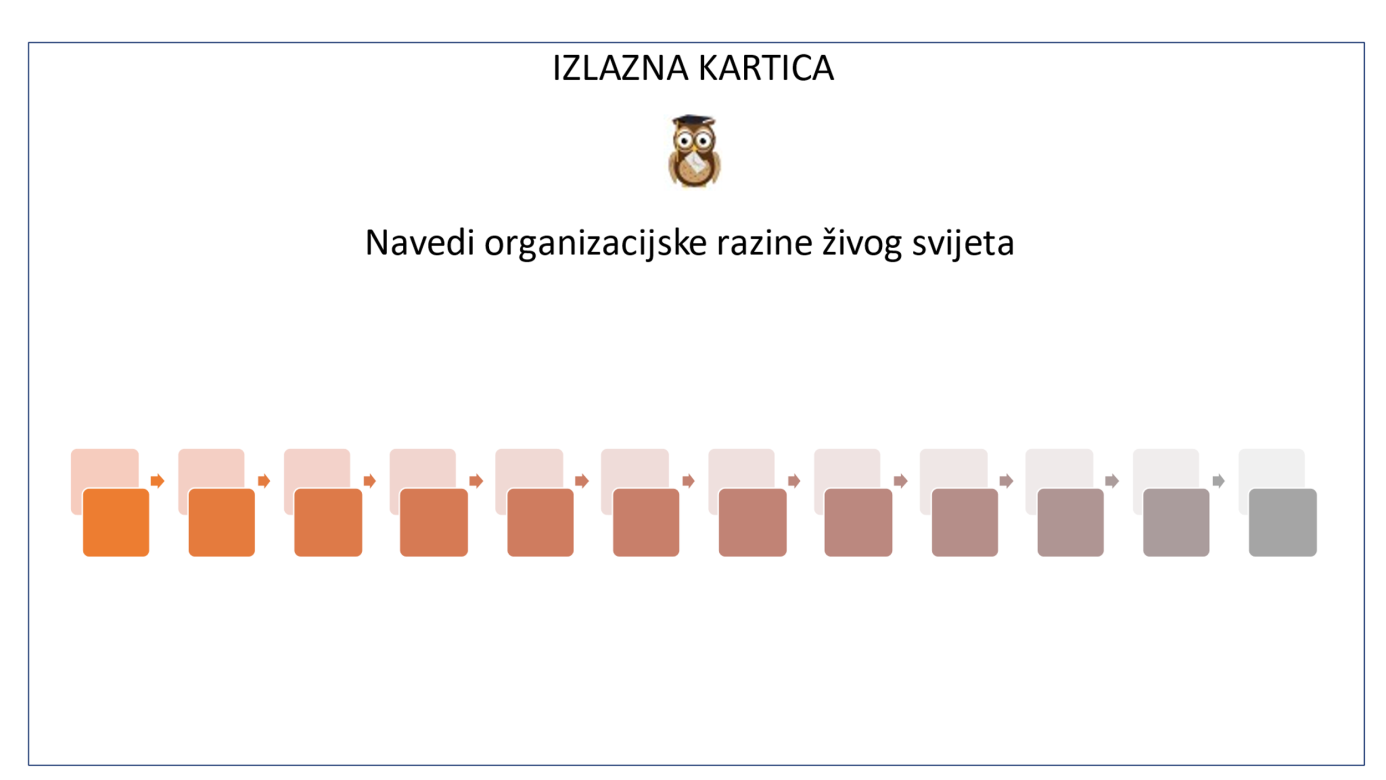 IZLAZNA KARTICA
Navedi organizacijske razine živog svijeta